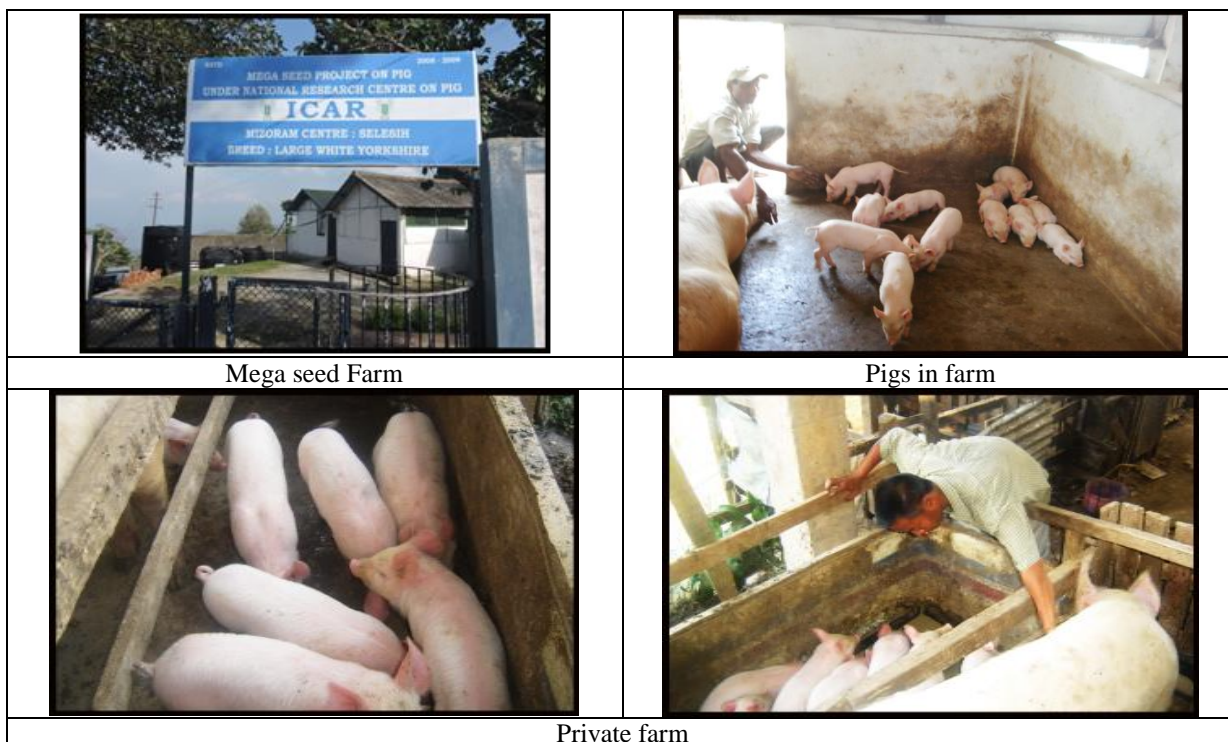 ESTD 2008 - 2009
MEGA SEED PROJECT ON PIG
UNDER NATIONAL RESEARCH CENTRE ON PIG
ICAR
MIZORAM CENTRE : SELESIH
BREED : LARGE WHITE YORKSHIRE
Mega seed Farm
Pigs in farm
Private farm